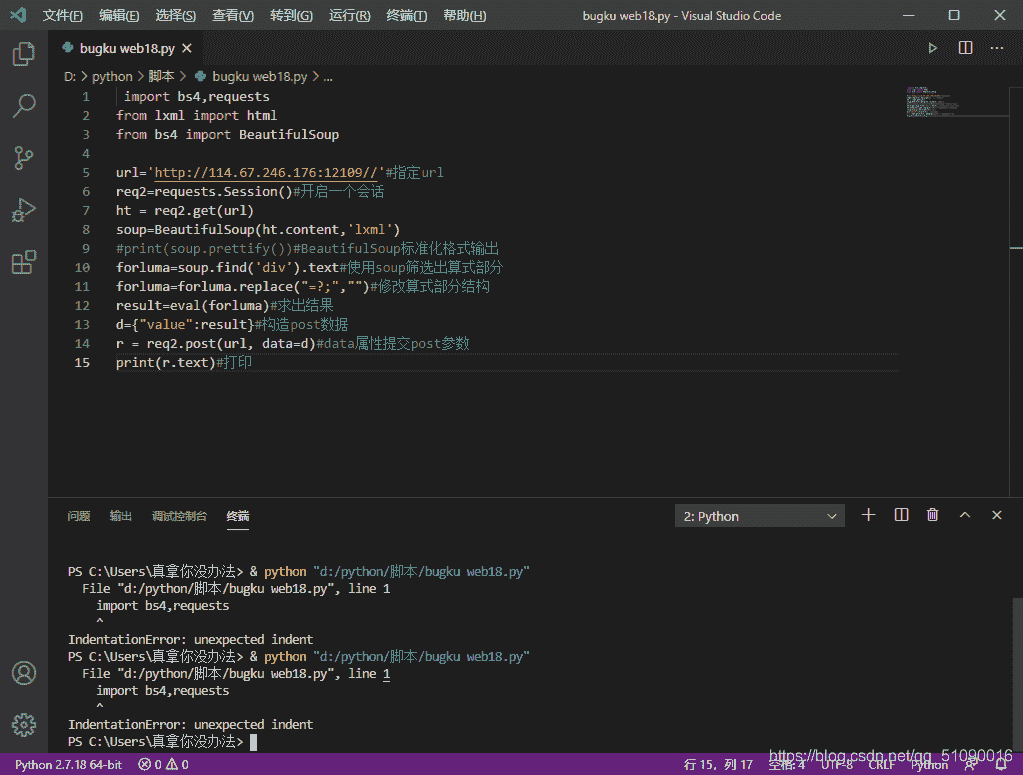 文件(F) 编辑(E) 选择(S) 查看(V) 转到(G) 运行(R) 终端(T) 帮助(H) bugku web18.py - Visual Studio Code
bugku web18.py
D: > python > 脚本 > bugku web18.py > ...
1 import bs4,requests
2 from lxml import html
3 from bs4 import BeautifulSoup
4
5 url='http://114.67.246.176:12109//'#指定url
6 req2=requests.Session()#开启一个会话
7 ht = req2.get(url)
8 soup=BeautifulSoup(ht.content,'lxml')
9 #print(soup.prettify())#BeautifulSoup标准化格式输出
10 forluma=soup.find('div').text#使用soup筛选出算式部分
11 forluma=forluma.replace("=?;","")#修改算式部分结构
12 result=eval(forluma)#求出结果
13 d={"value":result}#构造post数据
14 r = req2.post(url, data=d)#data属性提交post参数
15 print(r.text)#打印
问题 输出 调试控制台 终端 2: Python
PS C:\Users\真拿你没办法> & python "d:/python/脚本/bugku web18.py"
File "d:/python/脚本/bugku web18.py", line 1
import bs4,requests
^
IndentationError: unexpected indent
PS C:\Users\真拿你没办法> & python "d:/python/脚本/bugku web18.py"
File "d:/python/脚本/bugku web18.py", line 1
import bs4,requests
^
IndentationError: unexpected indent
PS C:\Users\真拿你没办法>
https://blog.csdn.net/qq_51090016
Python 2.7.18 64-bit 0 0 行 15，列 17 空格: 4 UTF-8 CRLF Python